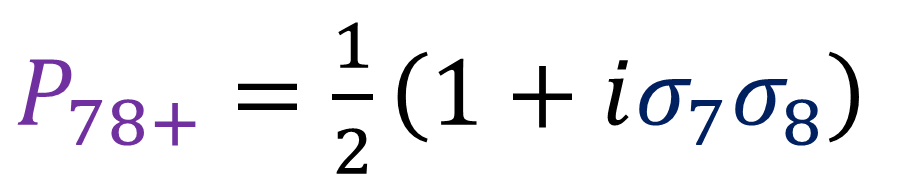 P₇₈₊ = ½(1 + iσ₇σ₈)